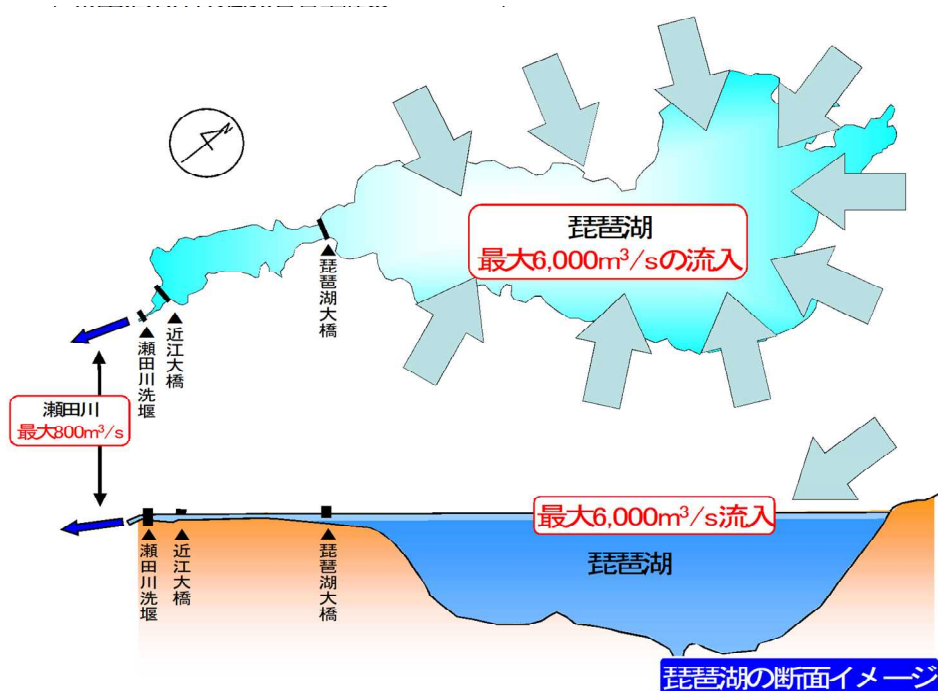 琵琶湖
最大6,000m³/sの流入
琵琶湖大橋
近江大橋
瀬田川洗堰
瀬田川
最大800m³/s
最大6,000m³/s流入
琵琶湖
瀬田川洗堰
近江大橋
琵琶湖大橋
琵琶湖の断面イメージ